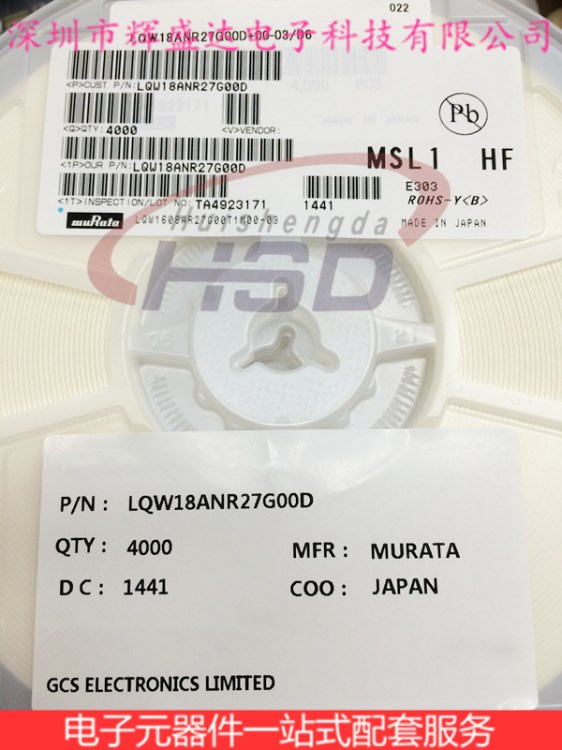 022
深圳市辉盛达电子科技有限公司
LQW18ANR27G00D+00-03/D6
<P>CUST P/N:LQW18ANR27G00D
4,000 PCS
<Q>QTY: 4000 <V>VENDOR:
MADE IN JAPAN
Pb
<1P>OUR P/N:LQW18ANR27G00D
MSL1 HF
<1T>INSPECTION/LOT NO: TA4923171 1441
E303
ROHS-Y<B>
muRata LQW1608AR27G00T1M00-03
MADE IN JAPAN
Huishengda
HSD
06 21
P/N： LQW18ANR27G00D
QTY： 4000 MFR： MURATA
D C： 1441 COO： JAPAN
GCS ELECTRONICS LIMITED
电子元器件一站式配套服务